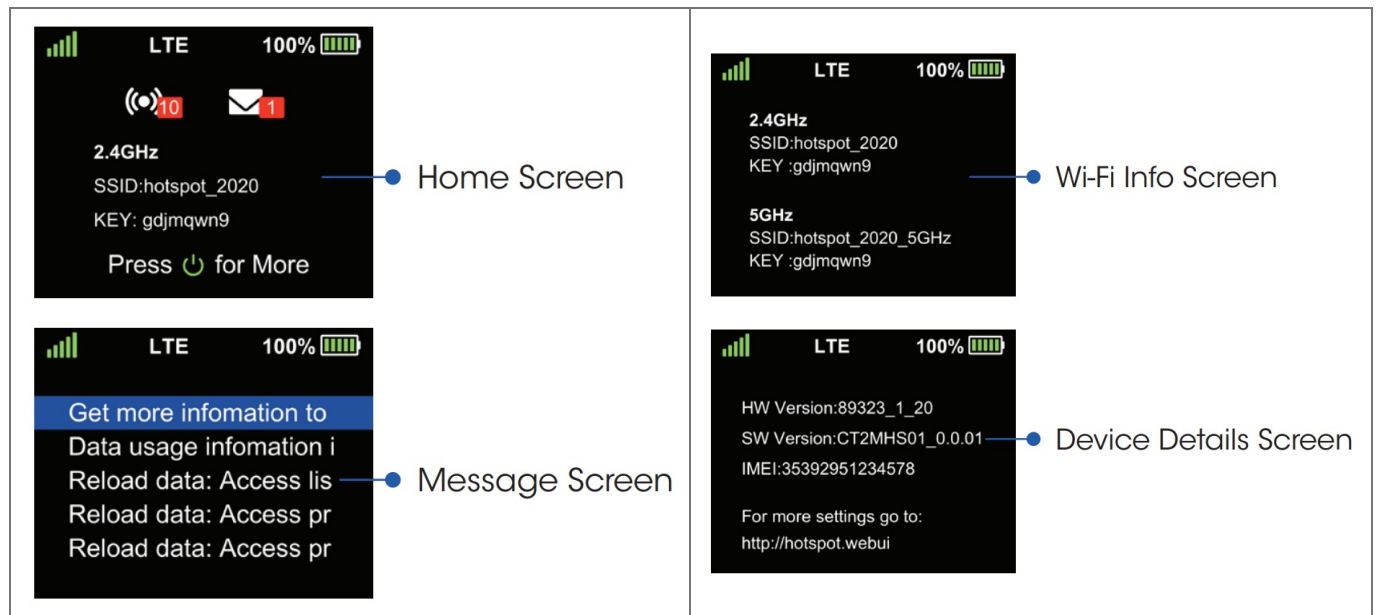 LTE 100%
10 1
2.4GHz
SSID:hotspot_2020
KEY: gdjmqwn9
Press for More
Home Screen
LTE 100%
Get more infomation to
Data usage infomation i
Reload data: Access lis
Reload data: Access pr
Reload data: Access pr
Message Screen
LTE 100%
2.4GHz
SSID:hotspot_2020
KEY :gdjmqwn9
5GHz
SSID:hotspot_2020_5GHz
KEY :gdjmqwn9
Wi-Fi Info Screen
LTE 100%
HW Version:89323_1_20
SW Version:CT2MHS01_0.0.01
IMEI:35392951234578
For more settings go to:
http://hotspot.webui
Device Details Screen